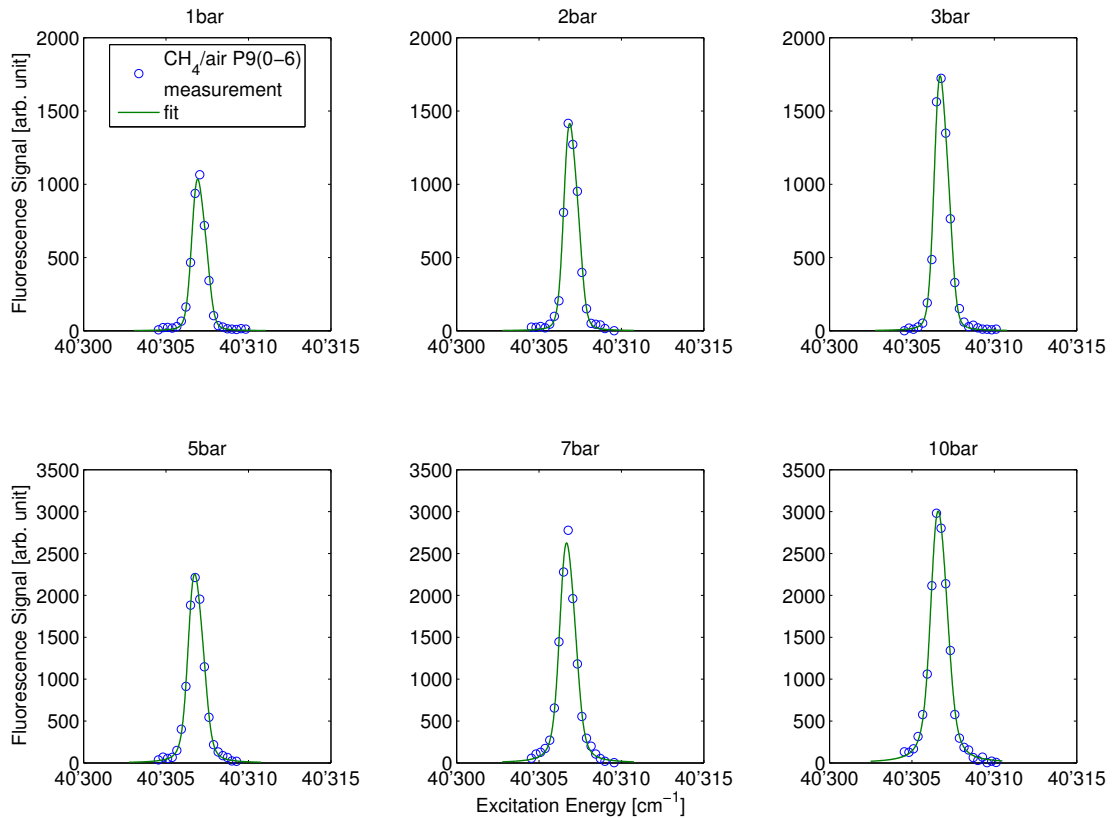 1bar
2bar
3bar
Fluorescence Signal [arb. unit]
2000
1500
1000
500
0
CH₄/air P9(0−6)
measurement
fit
40'300 40'305 40'310 40'315
2000
1500
1000
500
0
40'300 40'305 40'310 40'315
2000
1500
1000
500
0
40'300 40'305 40'310 40'315
5bar
7bar
10bar
Fluorescence Signal [arb. unit]
3500
3000
2500
2000
1500
1000
500
0
40'300 40'305 40'310 40'315
3500
3000
2500
2000
1500
1000
500
0
40'300 40'305 40'310 40'315
Excitation Energy [cm⁻¹]
3500
3000
2500
2000
1500
1000
500
0
40'300 40'305 40'310 40'315